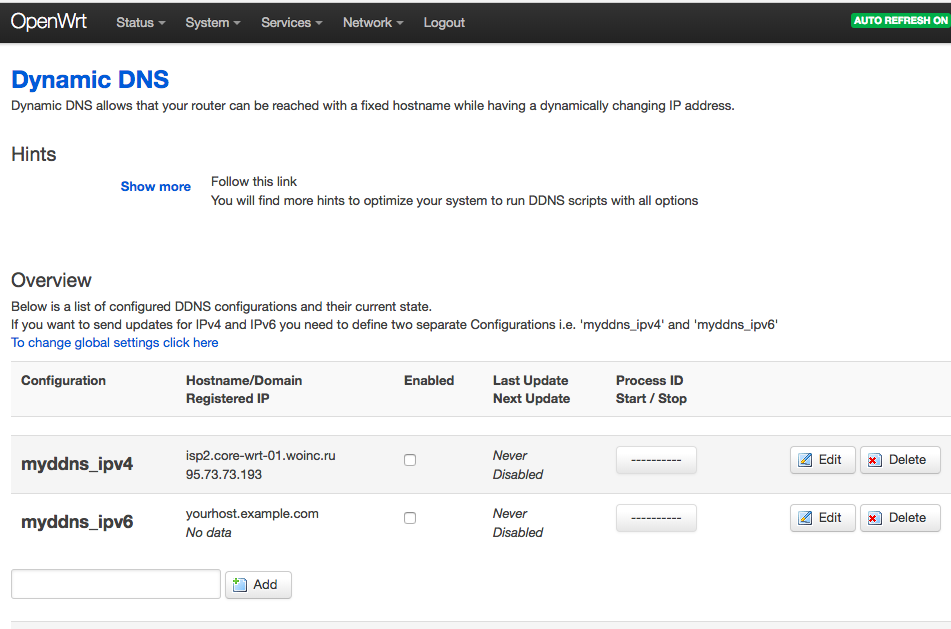 OpenWrt Status System Services Network Logout AUTO REFRESH ON
Dynamic DNS
Dynamic DNS allows that your router can be reached with a fixed hostname while having a dynamically changing IP address.
Hints
Show more
Follow this link
You will find more hints to optimize your system to run DDNS scripts with all options
Overview
Below is a list of configured DDNS configurations and their current state.
If you want to send updates for IPv4 and IPv6 you need to define two separate Configurations i.e. 'myddns_ipv4' and 'myddns_ipv6'
To change global settings click here
Configuration Hostname/Domain Enabled Last Update Process ID
Registered IP Next Update Start / Stop
myddns_ipv4 isp2.core-wrt-01.woinc.ru Never ---------- Edit Delete
95.73.73.193 Disabled
myddns_ipv6 yourhost.example.com Never ---------- Edit Delete
No data Disabled
Add